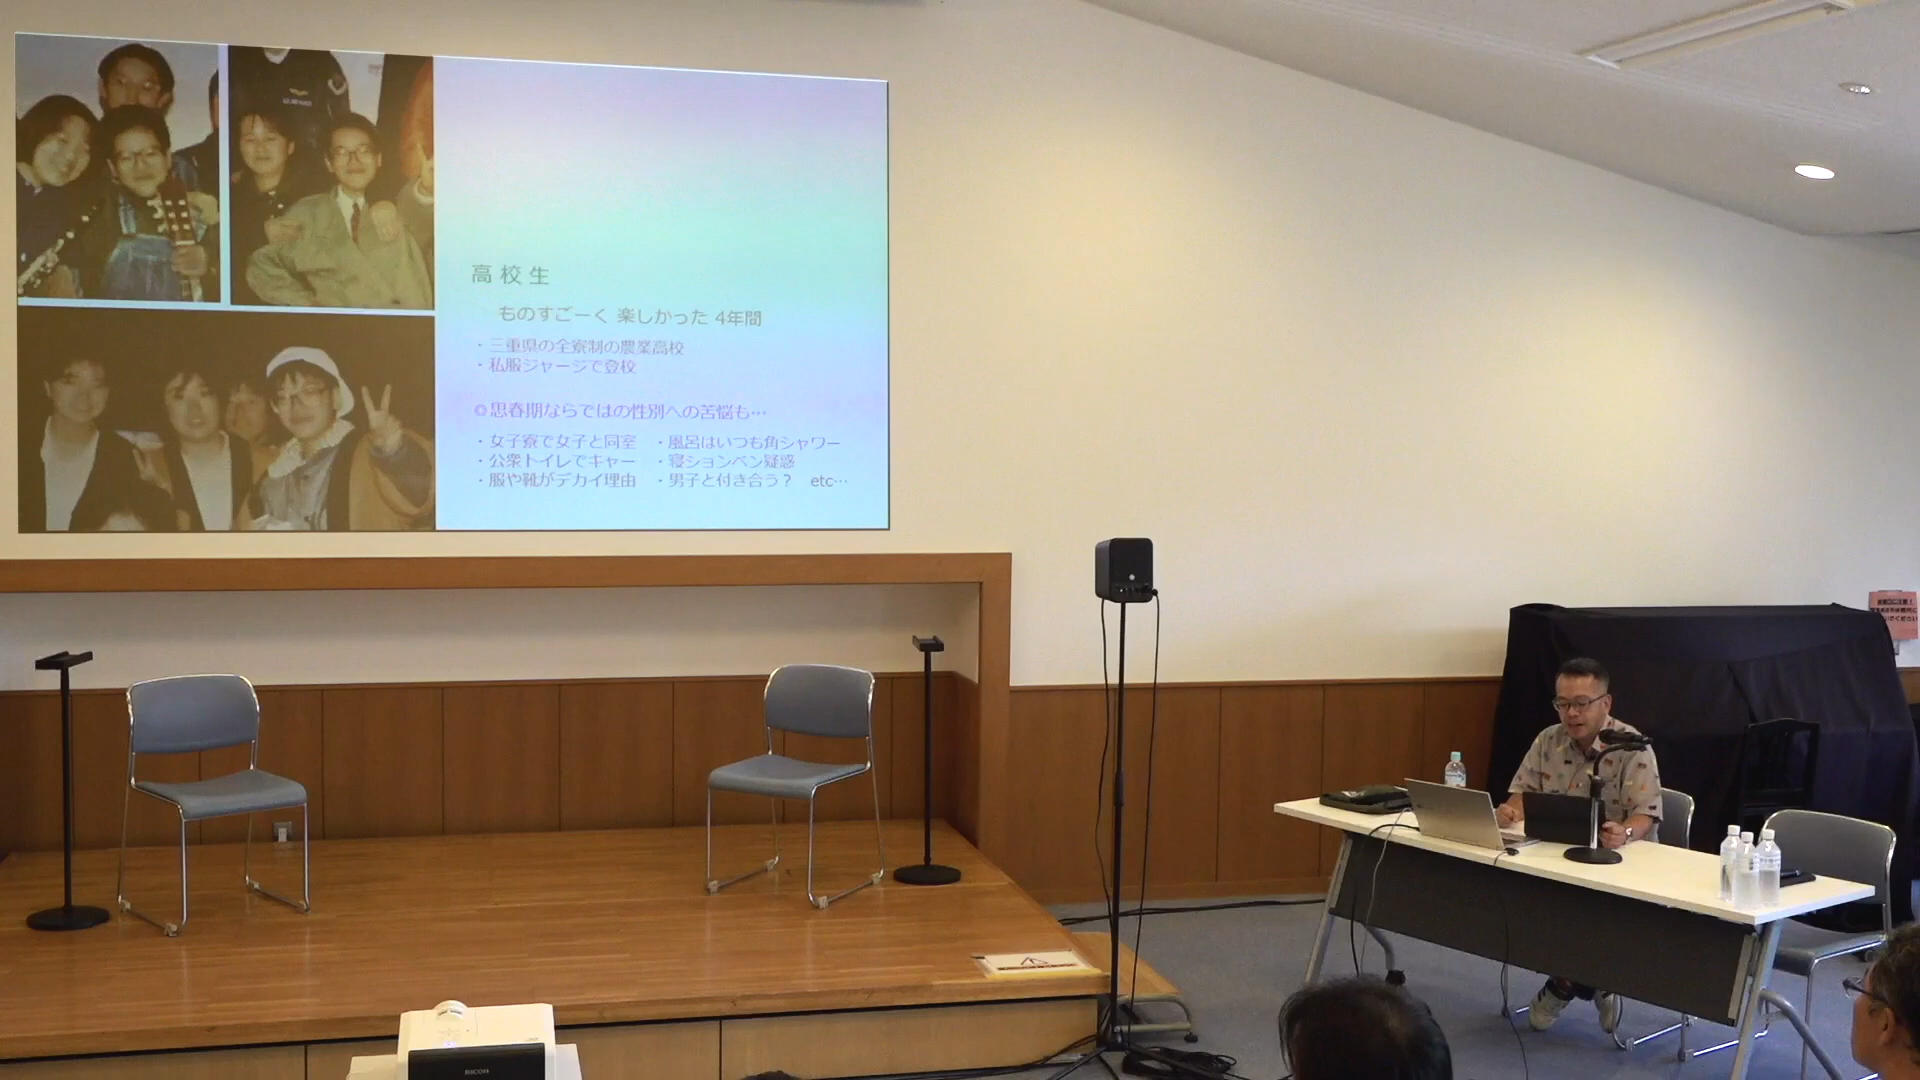 高校生
ものすごーく 楽しかった 4年間
・三重県の全寮制の農業高校
・私服ジャージで登校
◎思春期ならではの性別への苦悩も…
・女子寮で女子と同室 ・風呂はいつも角シャワー
・公衆トイレでキャー ・寝ションベン疑惑
・服や靴がデカイ理由 ・男子と付き合う？ etc…
RICOH